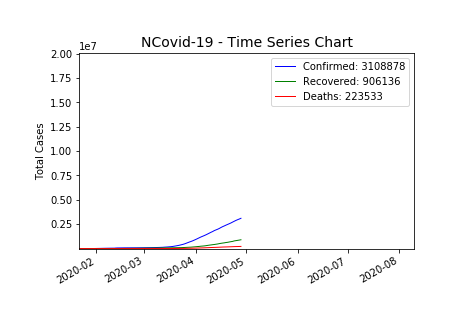 NCovid-19 - Time Series Chart
1e7
2.00
1.75
1.50
1.25
1.00
0.75
0.50
0.25
Total Cases
Confirmed: 3108878
Recovered: 906136
Deaths: 223533
2020-02
2020-03
2020-04
2020-05
2020-06
2020-07
2020-08